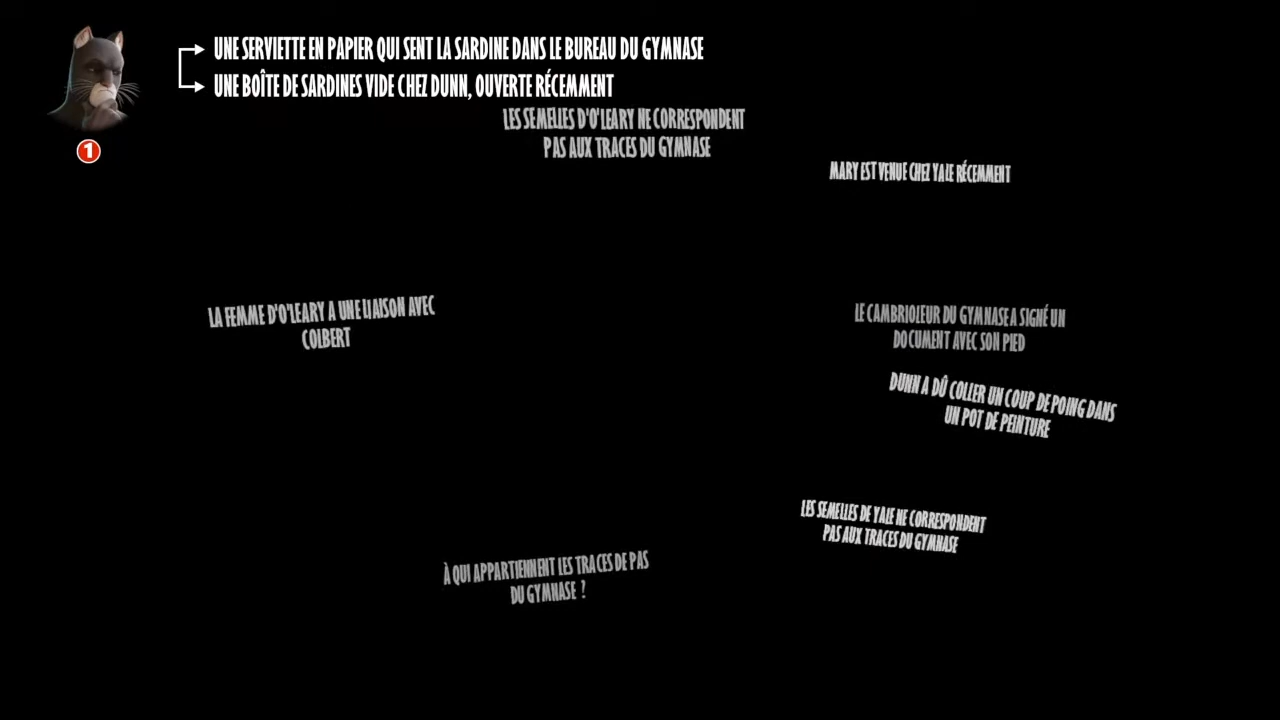 UNE SERVIETTE EN PAPIER QUI SENT LA SARDINE DANS LE BUREAU DU GYMNASE
UNE BOÎTE DE SARDINES VIDE CHEZ DUNN, OUVERTE RÉCEMMENT
1
LES SEMELLES D'O'LEARY NE CORRESPONDENT
PAS AUX TRACES DU GYMNASE
MARY EST VENUE CHEZ YALE RÉCEMMENT
LA FEMME D'O'LEARY A UNE LIAISON AVEC
COLBERT
LE CAMBRIOLEUR DU GYMNASE A SIGNÉ UN
DOCUMENT AVEC SON PIED
DUNN A DÛ COLLER UN COUP DE POING DANS
UN POT DE PEINTURE
LES SEMELLES DE YALE NE CORRESPONDENT
PAS AUX TRACES DU GYMNASE
À QUI APPARTIENNENT LES TRACES DE PAS
DU GYMNASE ?